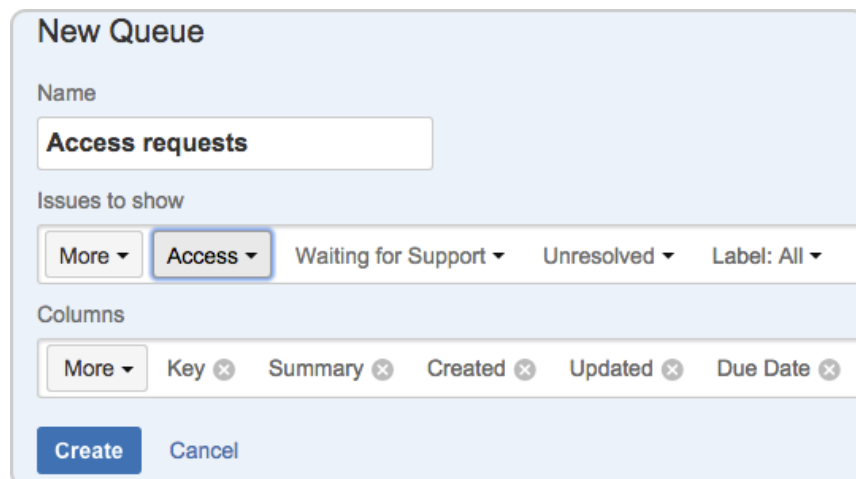 New Queue
Name
Access requests
Issues to show
More Access Waiting for Support Unresolved Label: All
Columns
More Key Summary Created Updated Due Date
Create Cancel